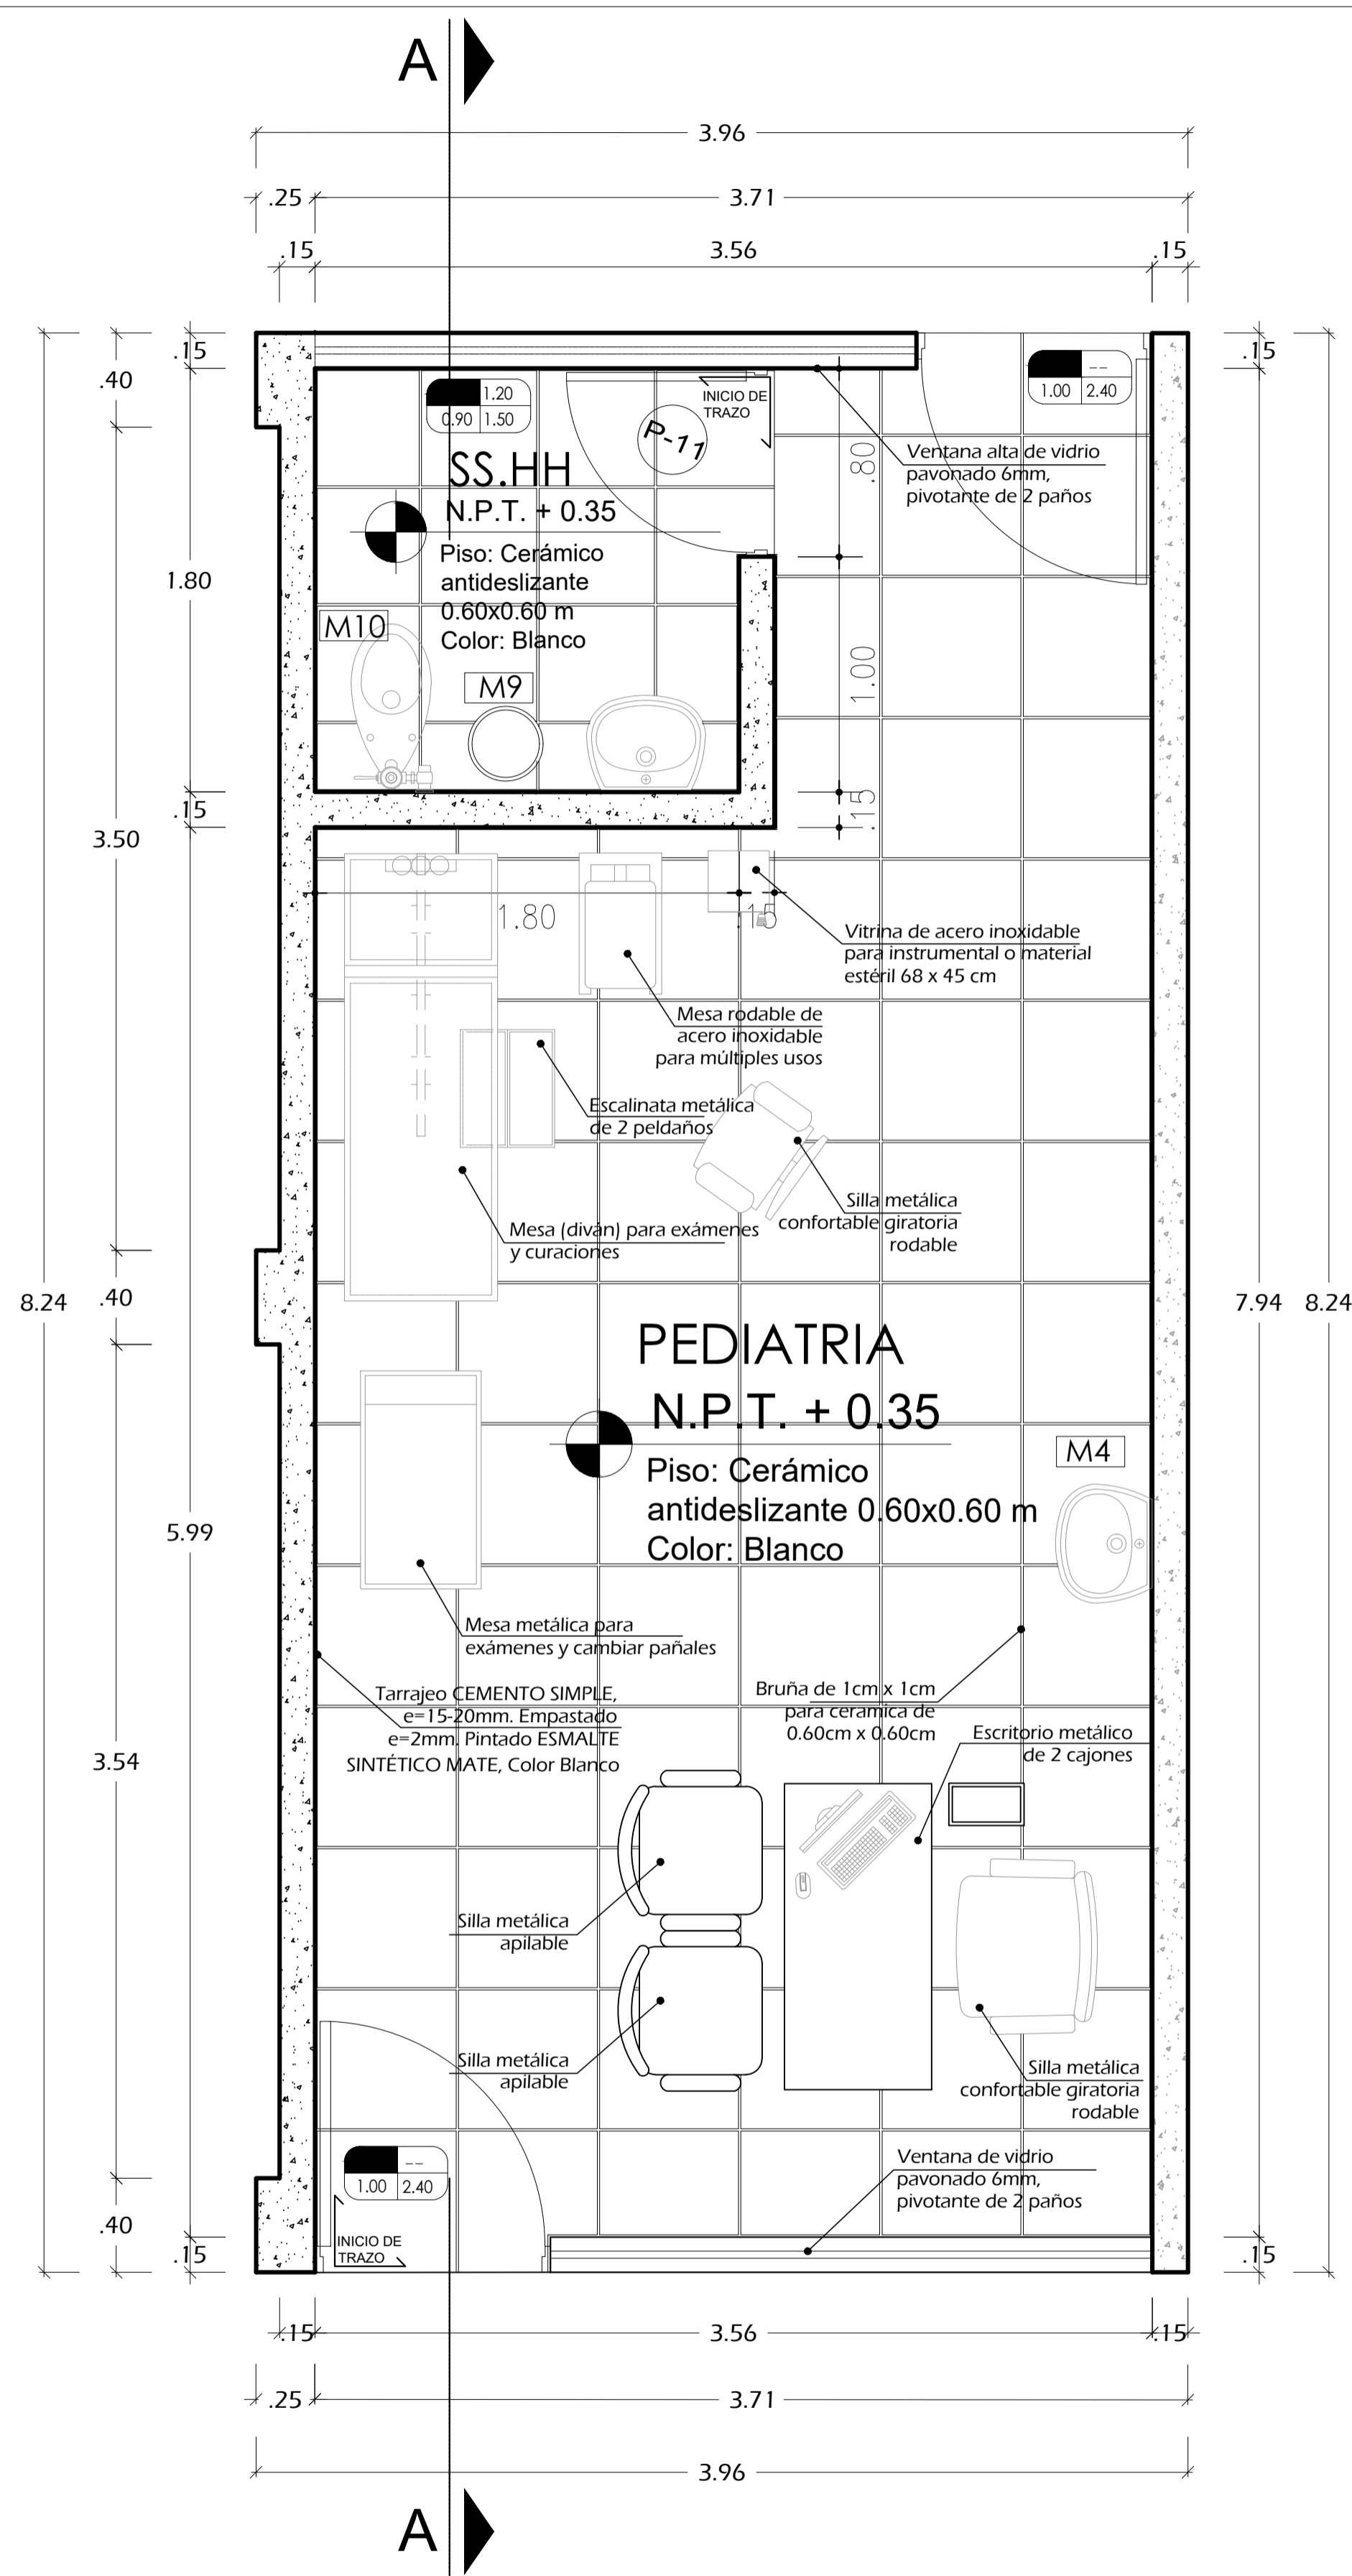 A
3.96
.25
3.71
.15
3.56
.15
.15
.40
1.80
.15
3.50
8.24
.40
5.99
3.54
.40
.15
1.20
0.90 1.50
INICIO DE
TRAZO
P-11
SS.HH
N.P.T. + 0.35
Piso: Cerámico
antideslizante
0.60x0.60 m
Color: Blanco
M10
M9
.80
1.00
.15
--
1.00 2.40
Ventana alta de vidrio
pavonado 6mm,
pivotante de 2 paños
.15
7.94
8.24
.15
1.80
.15
Vitrina de acero inoxidable
para instrumental o material
estéril 68 x 45 cm
Mesa rodable de
acero inoxidable
para múltiples usos
Escalinata metálica
de 2 peldaños
Silla metálica
confortable giratoria
rodable
Mesa (diván) para exámenes
y curaciones
PEDIATRIA
N.P.T. + 0.35
Piso: Cerámico
antideslizante 0.60x0.60 m
Color: Blanco
M4
Mesa metálica para
exámenes y cambiar pañales
Tarrajeo CEMENTO SIMPLE,
e=15-20mm. Empastado
e=2mm. Pintado ESMALTE
SINTÉTICO MATE, Color Blanco
Bruña de 1cm x 1cm
para ceramica de
0.60cm x 0.60cm
Escritorio metálico
de 2 cajones
Silla metálica
apilable
Silla metálica
apilable
Silla metálica
confortable giratoria
rodable
Ventana de vidrio
pavonado 6mm,
pivotante de 2 paños
--
1.00 2.40
INICIO DE
TRAZO
.15
3.56
.15
.25
3.71
3.96
A